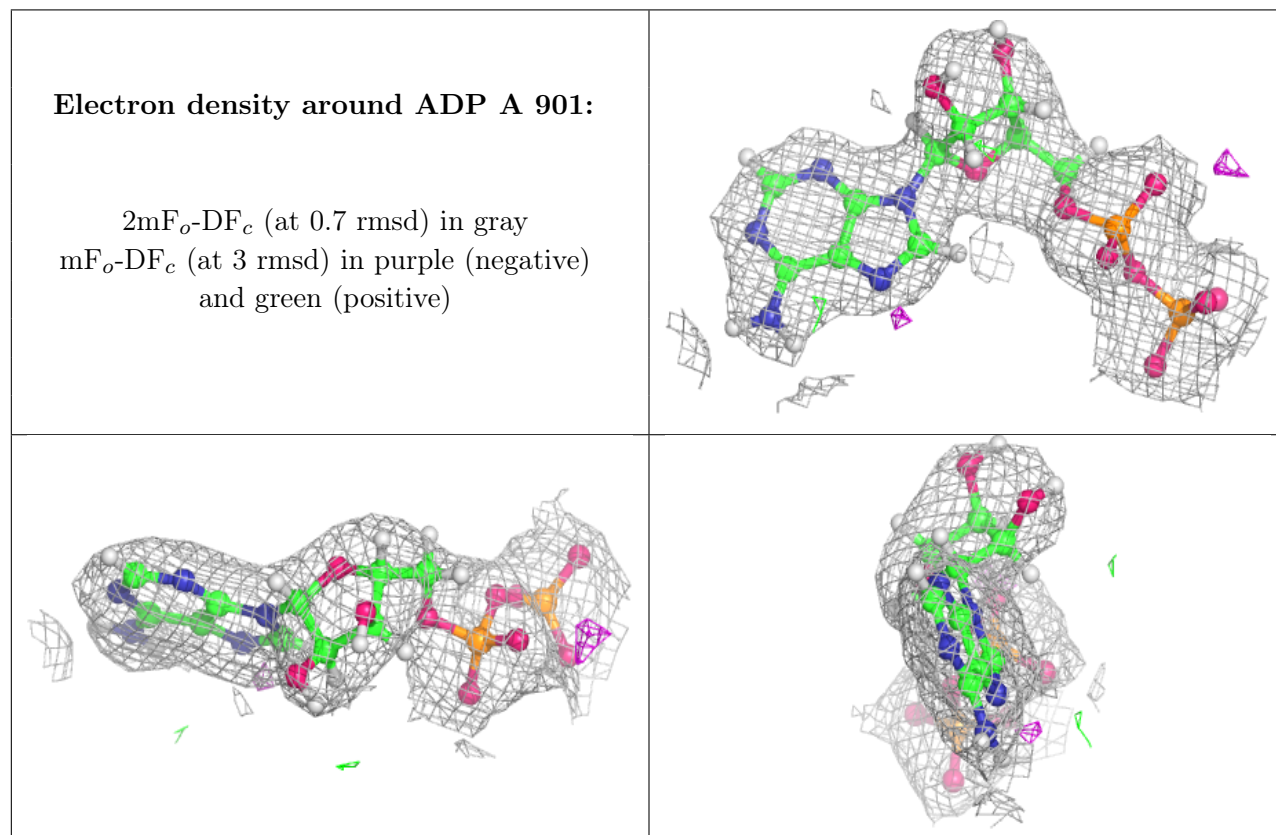 Electron density around ADP A 901:
2mFo-DFc (at 0.7 rmsd) in gray
mFo-DFc (at 3 rmsd) in purple (negative)
and green (positive)